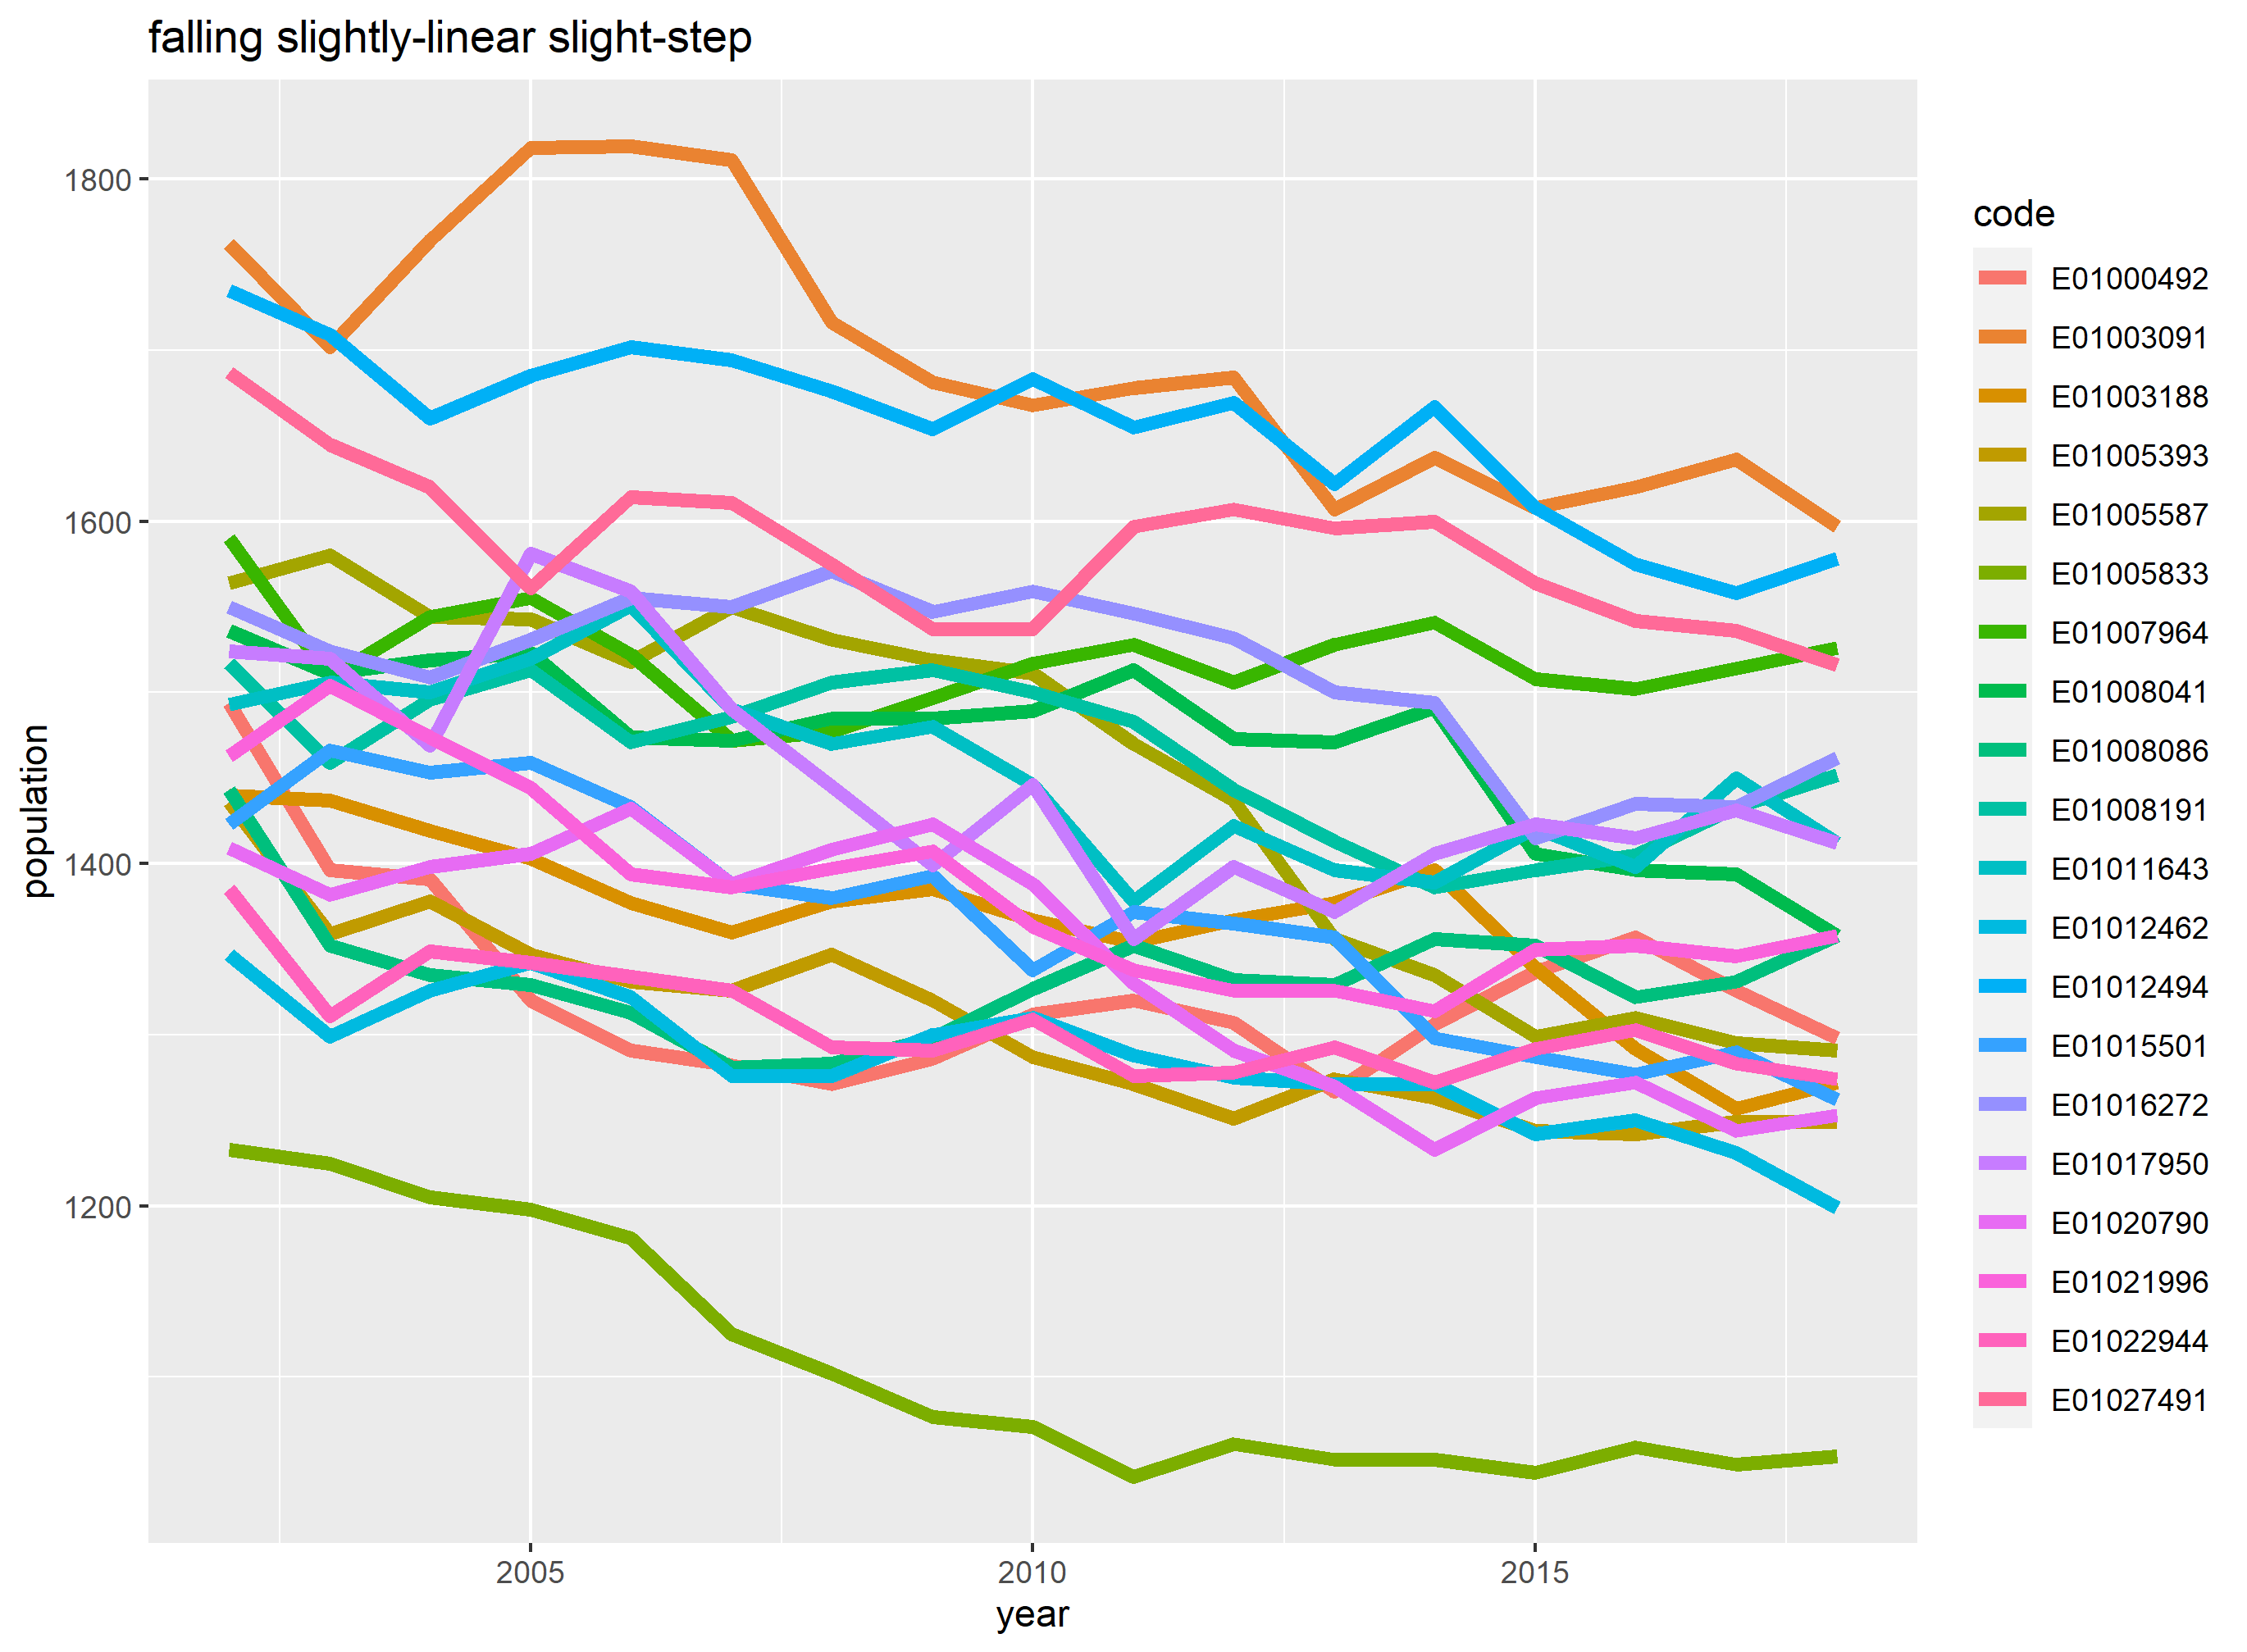 falling slightly-linear slight-step
population
1800
1600
1400
1200
2005
2010
2015
year
code
E01000492
E01003091
E01003188
E01005393
E01005587
E01005833
E01007964
E01008041
E01008086
E01008191
E01011643
E01012462
E01012494
E01015501
E01016272
E01017950
E01020790
E01021996
E01022944
E01027491